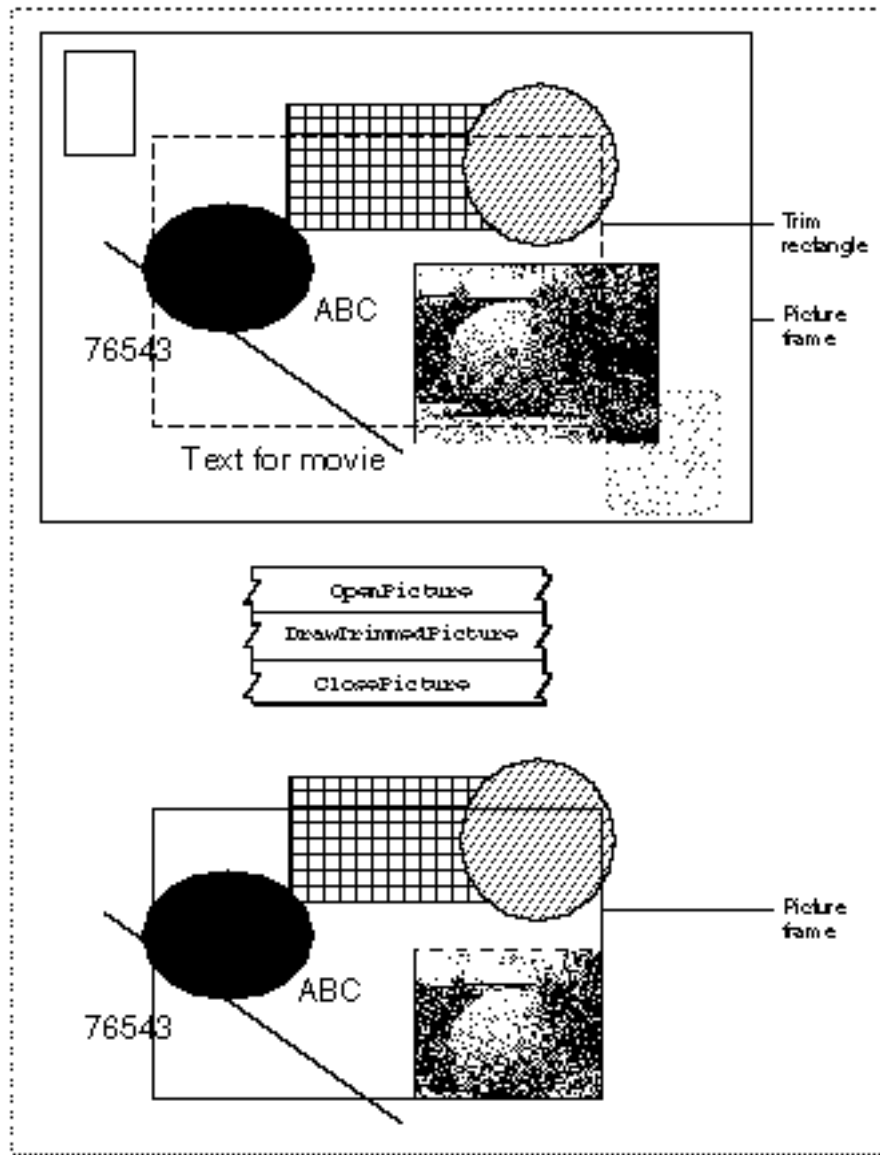 Trim
rectangle
ABC
Picture
frame
76543
Text for movie
OpenPicture
DrawTrimmedPicture
ClosePicture
Picture
frame
ABC
76543